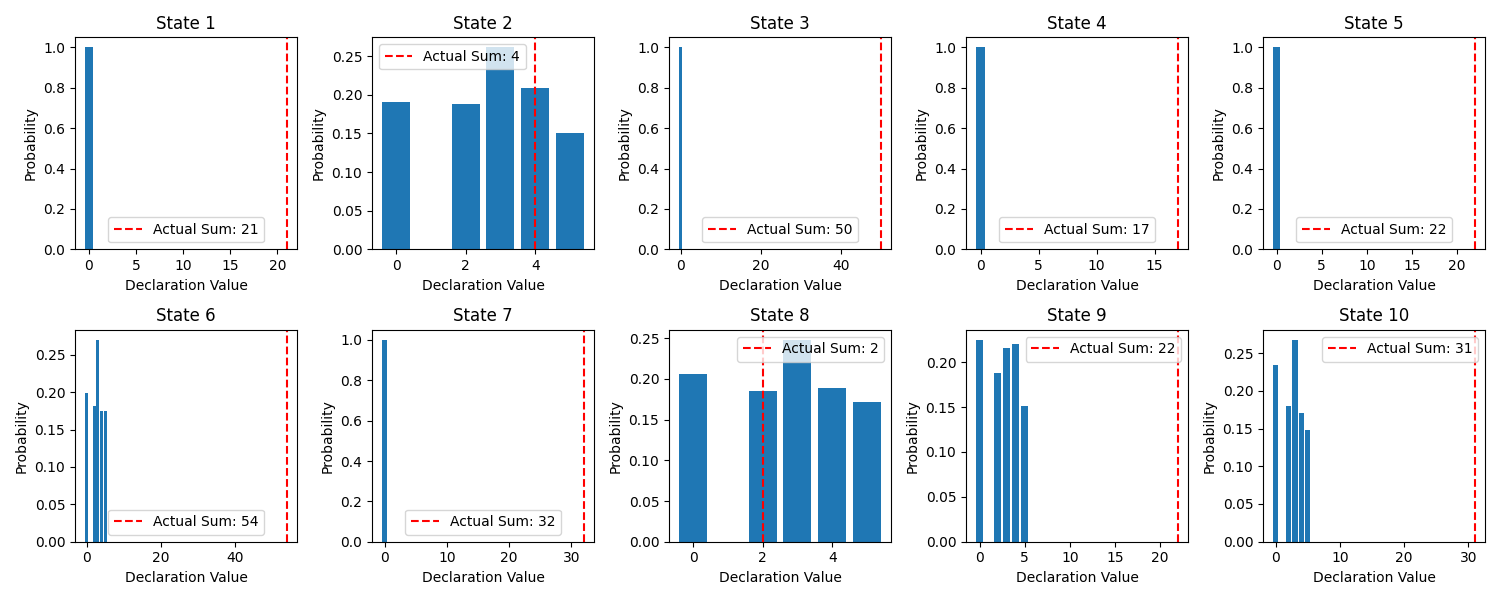 State 1
State 2
State 3
State 4
State 5
Probability
1.0
0.8
0.6
0.4
0.2
0.0
Actual Sum: 21
0 5 10 15 20
Declaration Value
Probability
0.25
0.20
0.15
0.10
0.05
0.00
Actual Sum: 4
0 2 4
Declaration Value
Probability
1.0
0.8
0.6
0.4
0.2
0.0
Actual Sum: 50
0 20 40
Declaration Value
Probability
1.0
0.8
0.6
0.4
0.2
0.0
Actual Sum: 17
0 5 10 15
Declaration Value
Probability
1.0
0.8
0.6
0.4
0.2
0.0
Actual Sum: 22
0 5 10 15 20
Declaration Value
State 6
State 7
State 8
State 9
State 10
Probability
0.25
0.20
0.15
0.10
0.05
0.00
Actual Sum: 54
0 20 40
Declaration Value
Probability
1.0
0.8
0.6
0.4
0.2
0.0
Actual Sum: 32
0 10 20 30
Declaration Value
Probability
0.25
0.20
0.15
0.10
0.05
0.00
Actual Sum: 2
0 2 4
Declaration Value
Probability
0.20
0.15
0.10
0.05
0.00
Actual Sum: 22
0 5 10 15 20
Declaration Value
Probability
0.25
0.20
0.15
0.10
0.05
0.00
Actual Sum: 31
0 10 20 30
Declaration Value